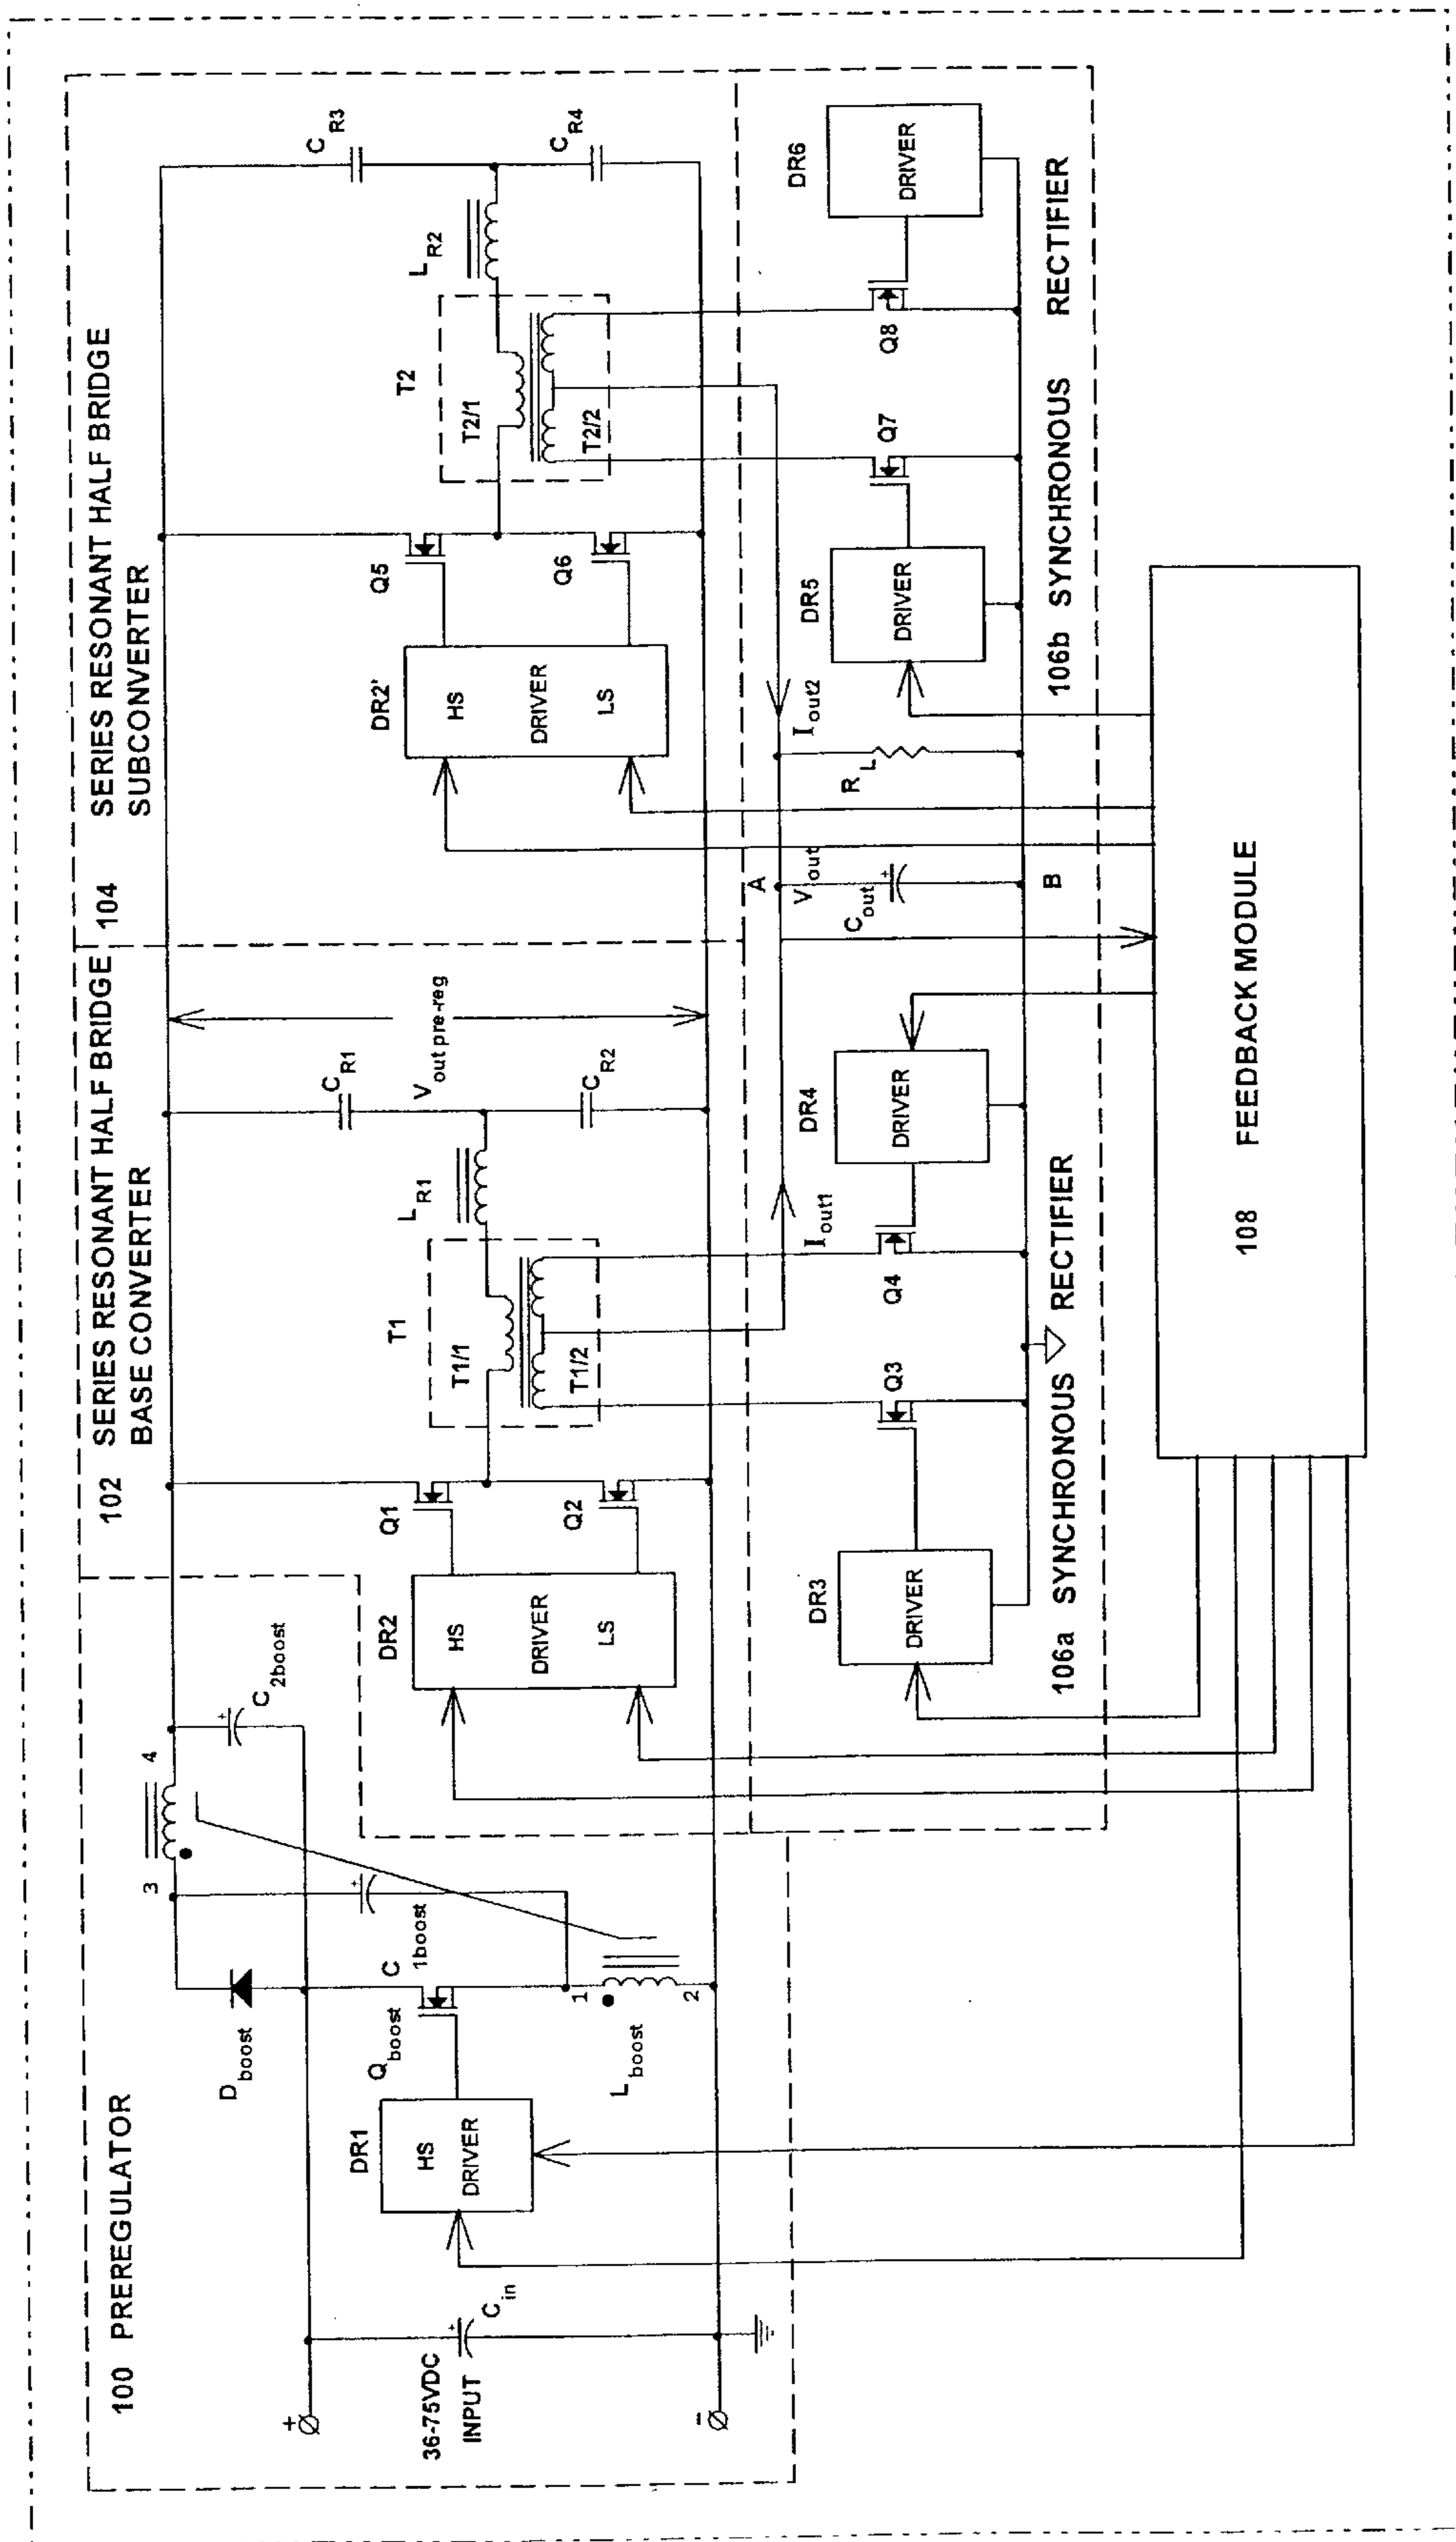 100 PREREGULATOR
102 SERIES RESONANT HALF BRIDGE
BASE CONVERTER
104 SERIES RESONANT HALF BRIDGE
SUBCONVERTER
+
36-75VDC
INPUT
C in
-
DR1
HS
DRIVER
D boost
Q boost
C 1boost
L boost
1
2
3
4
C 2boost
DR2
HS
DRIVER
LS
Q1
Q2
T1
T1/1
T1/2
L R1
C R1
C R2
V out pre-reg
DR2'
HS
DRIVER
LS
Q5
Q6
T2
T2/1
T2/2
L R2
C R3
C R4
DR3
DRIVER
Q3
Q4
I out1
DR4
DRIVER
A
V out
C out
B
R L
I out2
DR5
DRIVER
Q7
Q8
DR6
DRIVER
106a SYNCHRONOUS RECTIFIER
106b SYNCHRONOUS RECTIFIER
108 FEEDBACK MODULE